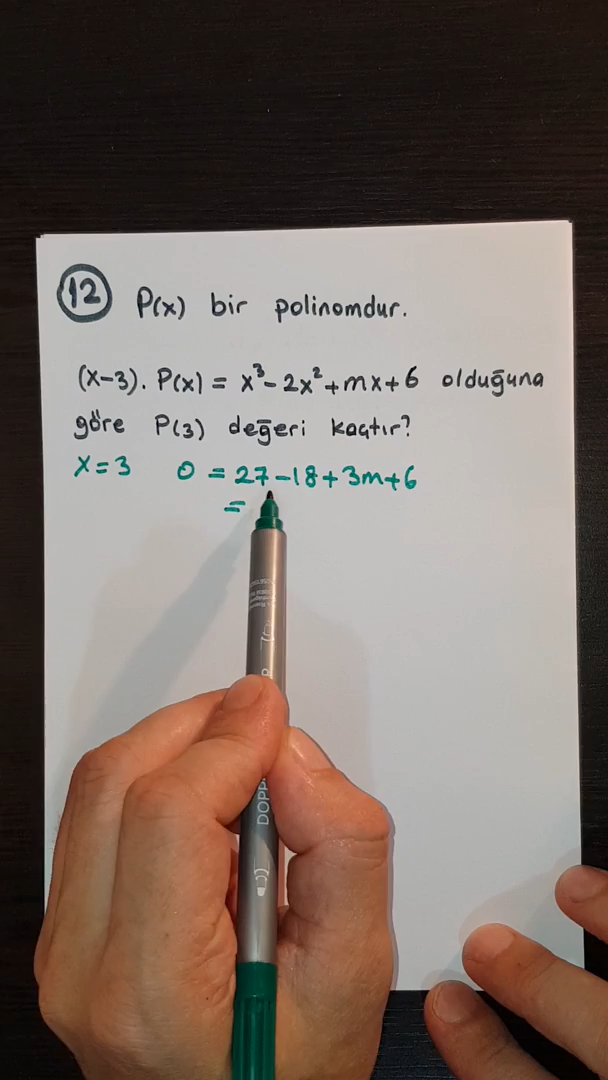 12 P(x) bir polinomdur.
(x-3). P(x) = x³-2x²+mx+6 olduğuna
göre P(3) değeri kaçtır?
x=3 0 = 27-18+3m+6
=
DOPP